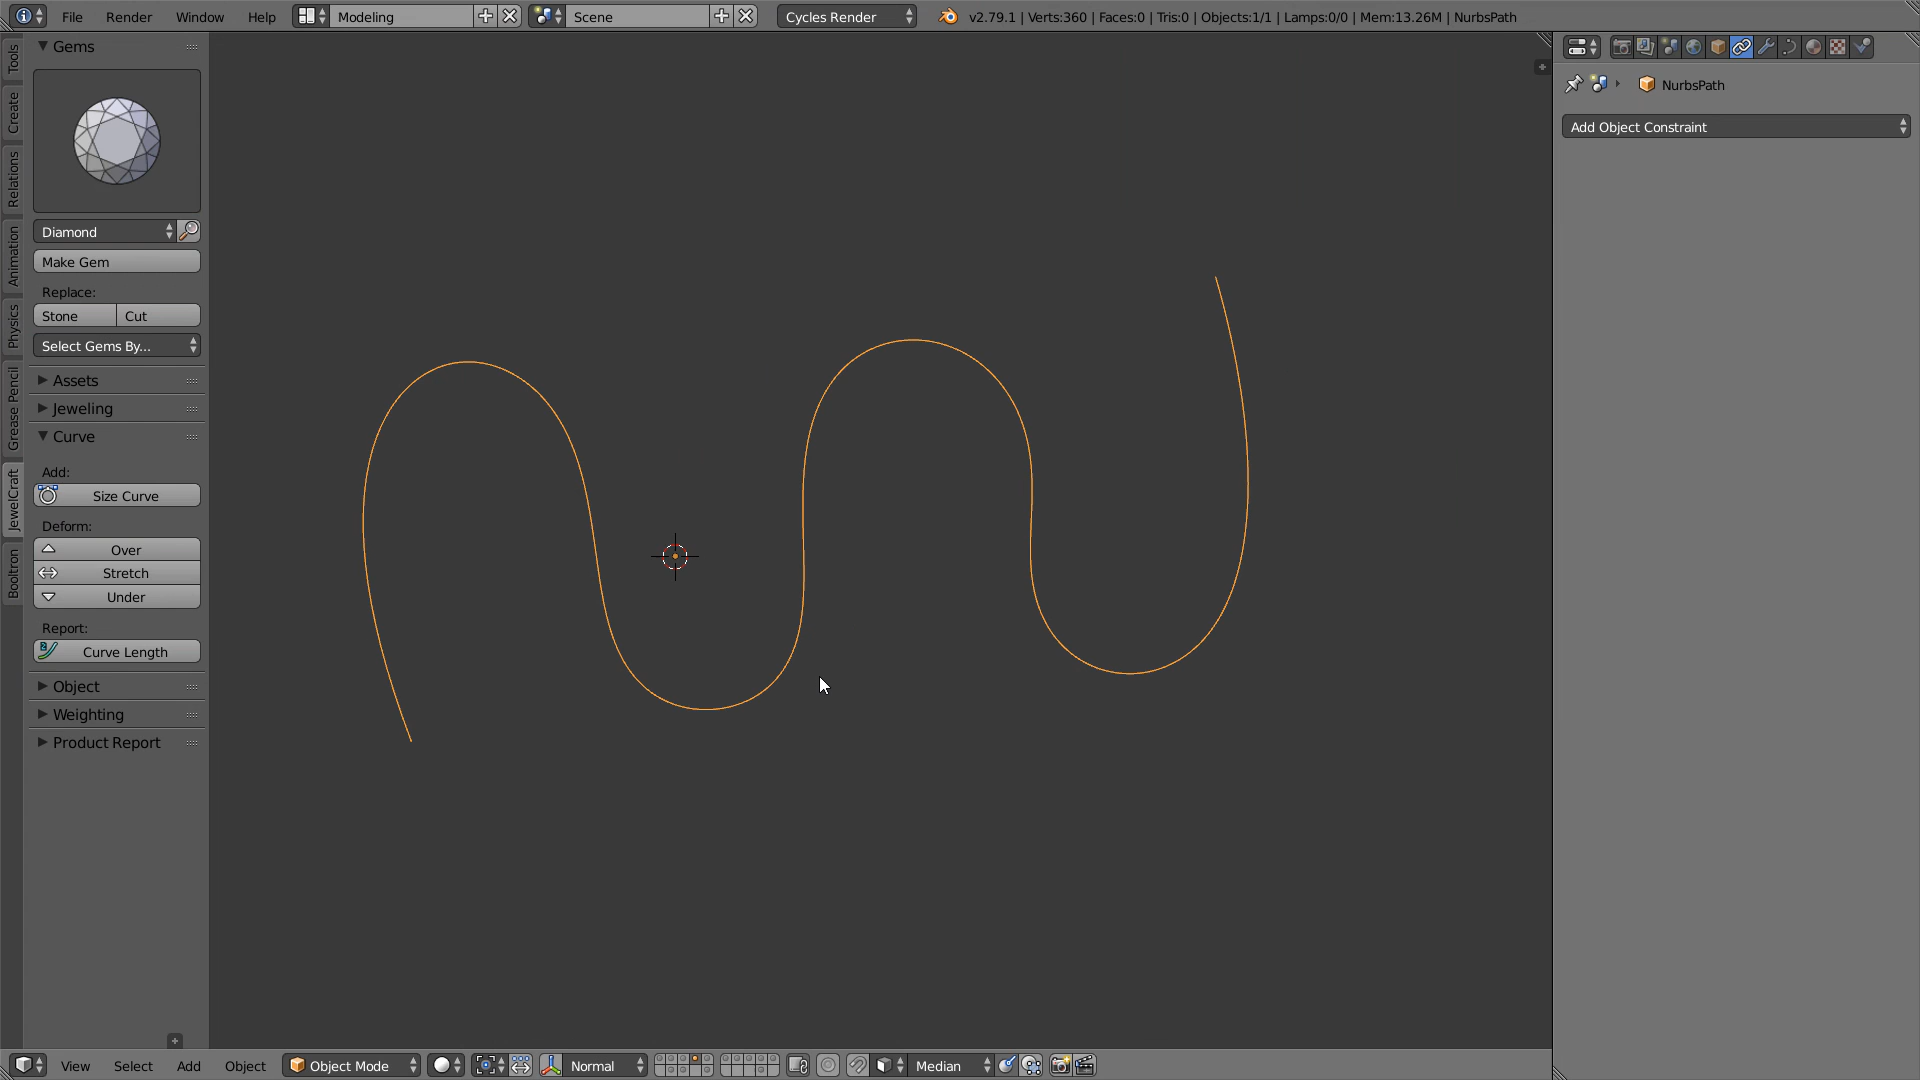 File Render Window Help Modeling Scene Cycles Render v2.79.1 | Verts:360 | Faces:0 | Tris:0 | Objects:1/1 | Lamps:0/0 | Mem:13.26M | NurbsPath
Tools
Create
Relations
Animation
Physics
Grease Pencil
JewelCraft
Booltron
Gems
Diamond
Make Gem
Replace:
Stone Cut
Select Gems By...
Assets
Jeweling
Curve
Add:
Size Curve
Deform:
Over
Stretch
Under
Report:
Curve Length
Object
Weighting
Product Report
NurbsPath
Add Object Constraint
View Select Add Object Object Mode Normal Median